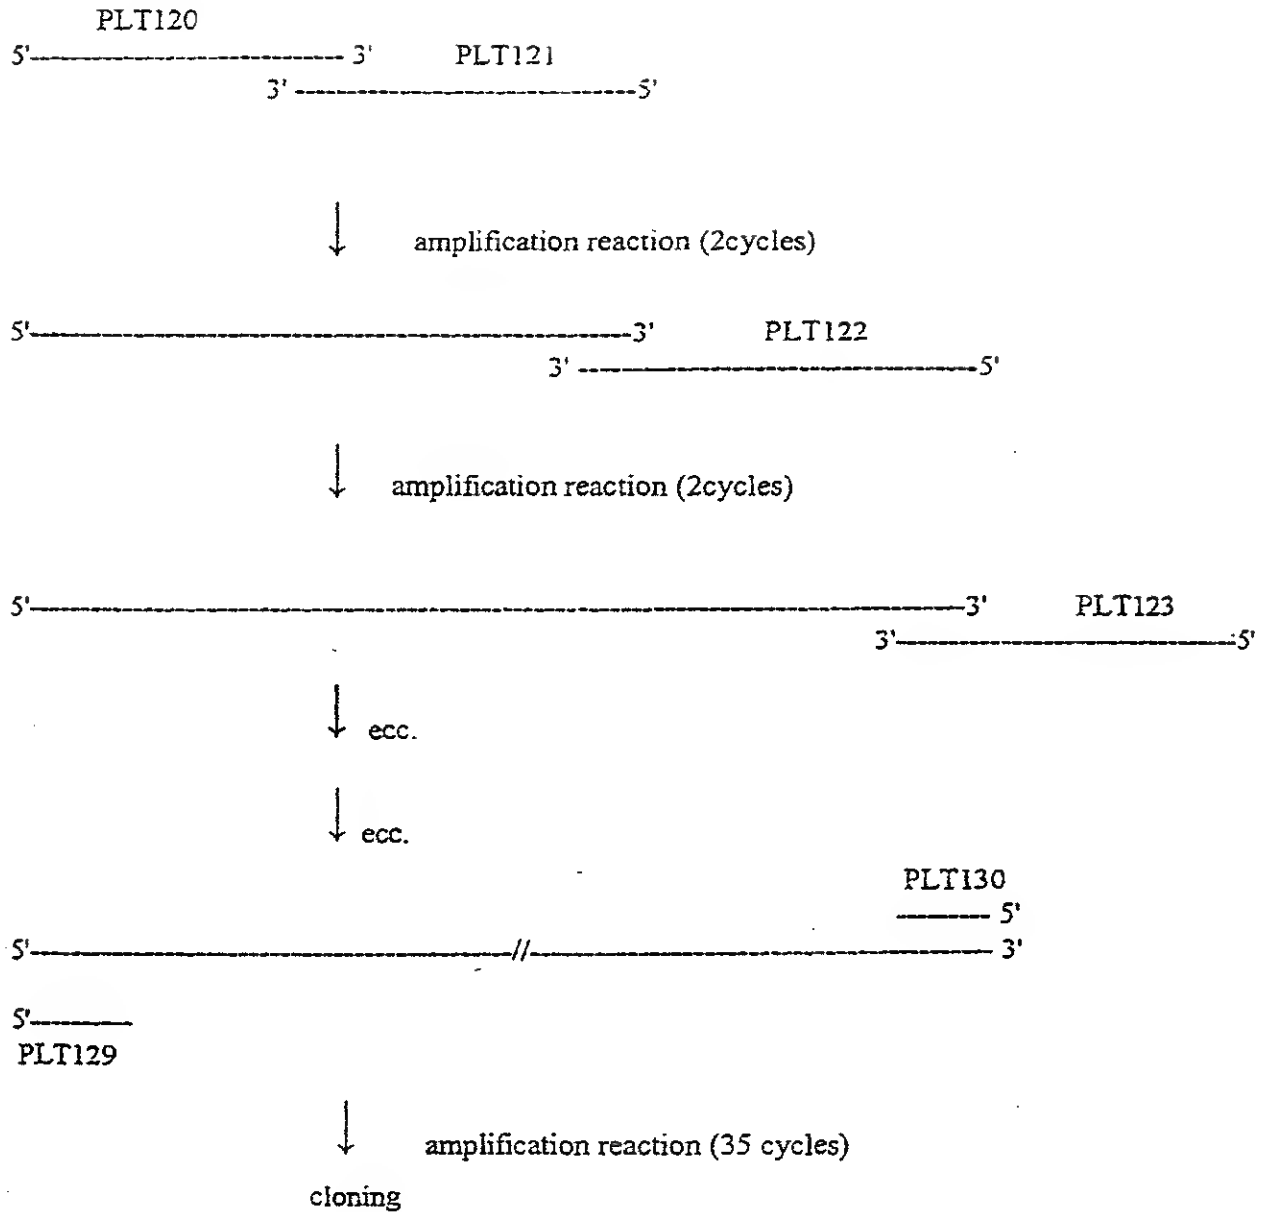 PLT120
5' 3' PLT121
3' 5'
amplification reaction (2cycles)
5' 3' PLT122
3' 5'
amplification reaction (2cycles)
5' 3' PLT123
3' 5'
ecc.
ecc.
PLT130
5'
5' // 3'
5'
PLT129
amplification reaction (35 cycles)
cloning